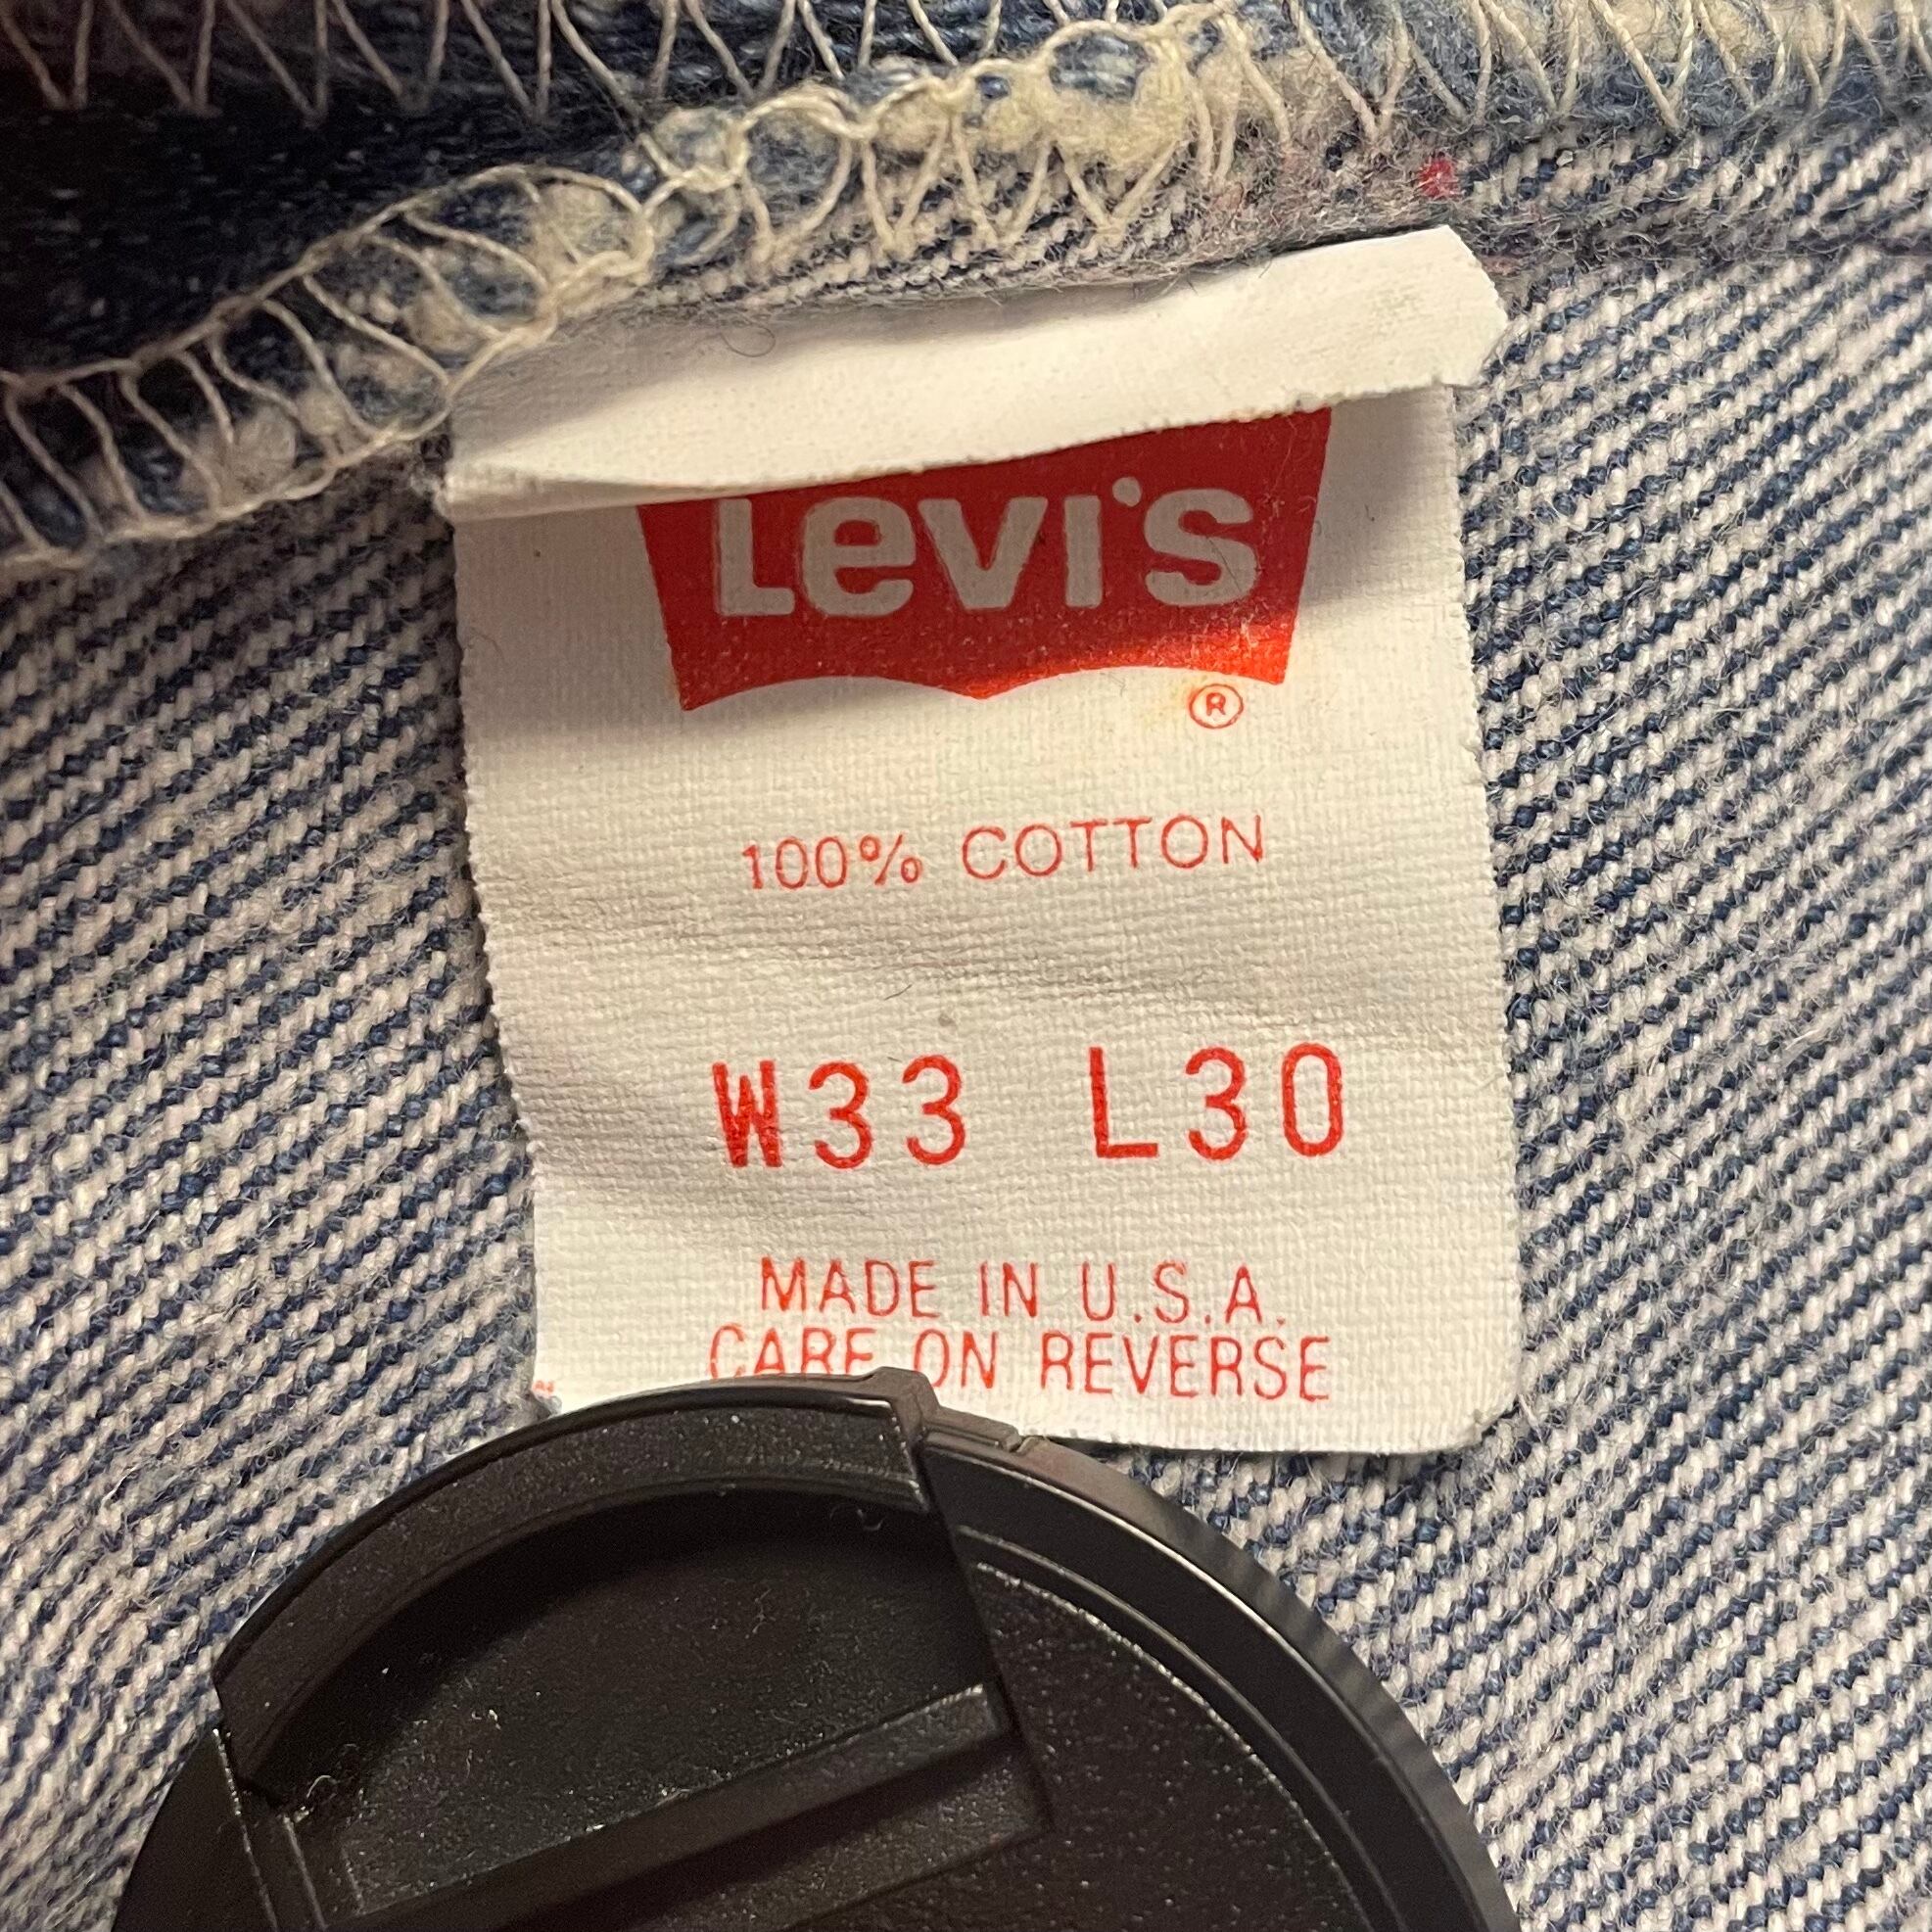 Levi's
®
100% COTTON
W33 L30
MADE IN U.S.A.
CARE ON REVERSE